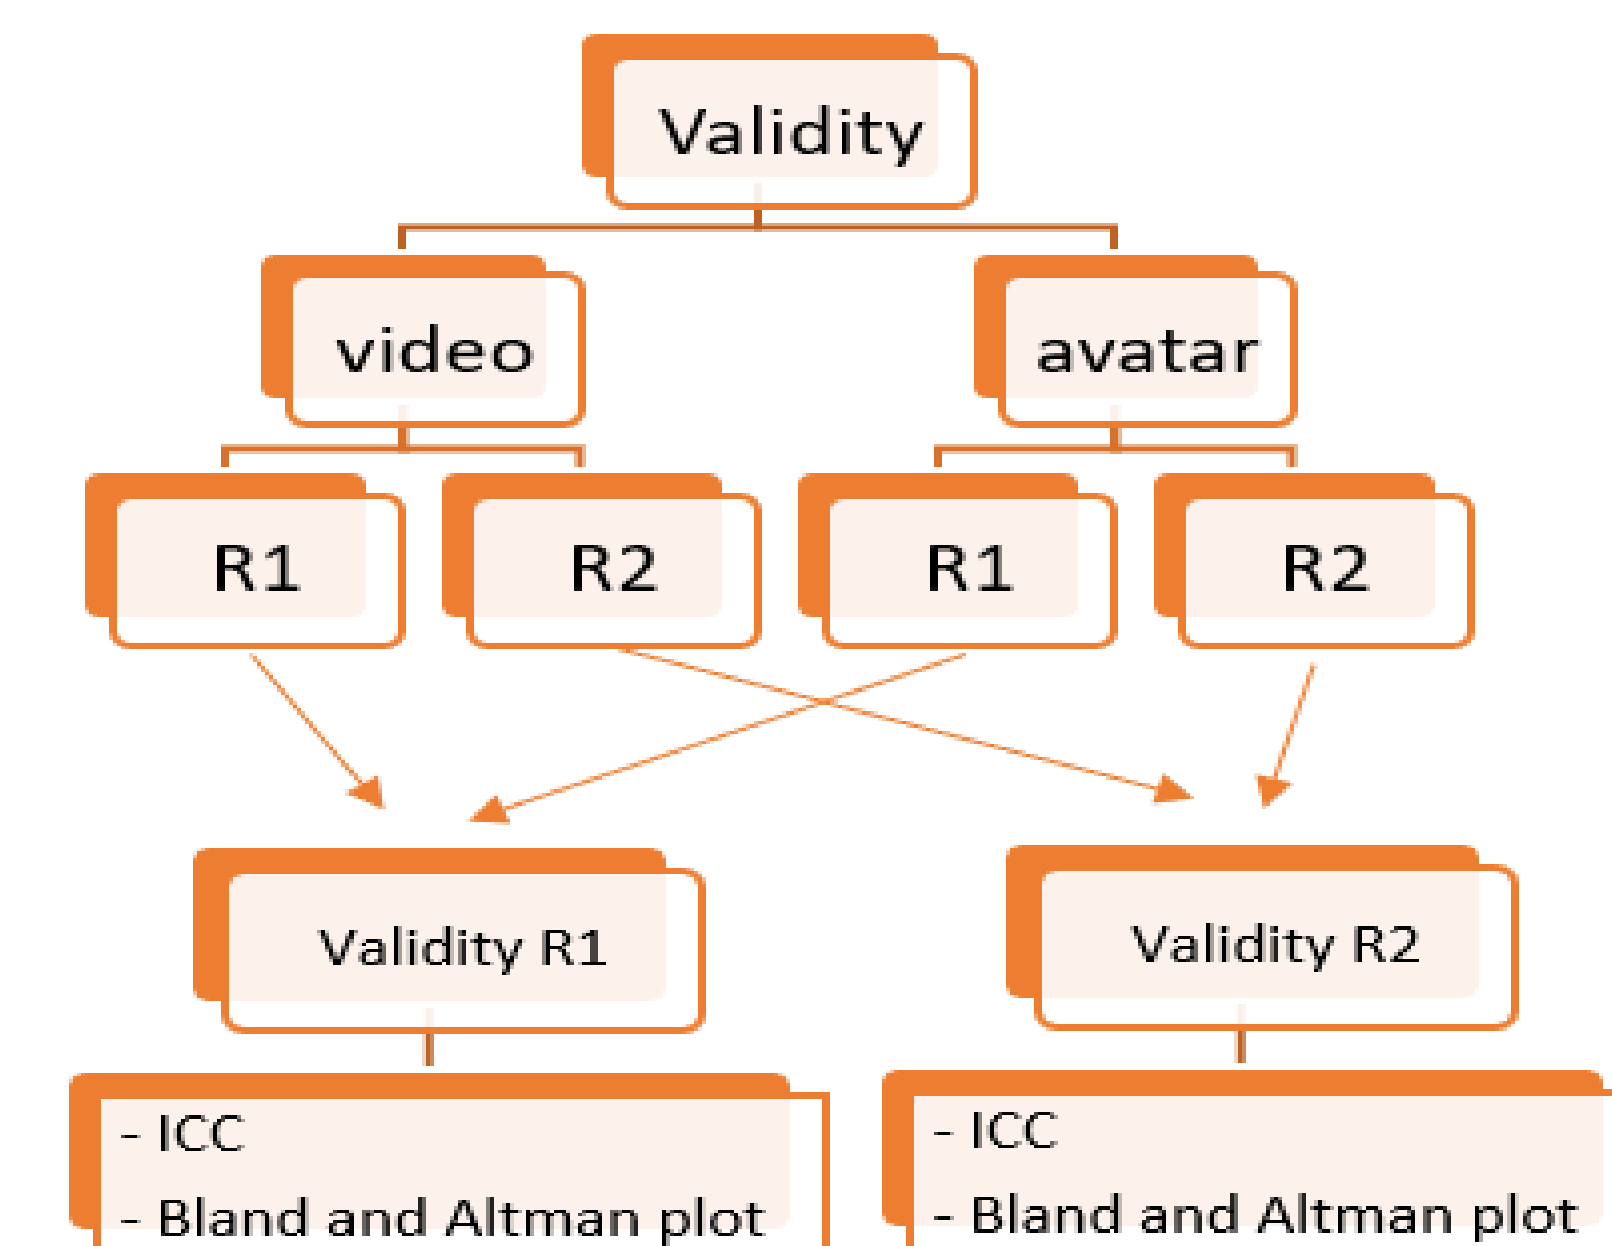 Validity
video
avatar
R1
R2
R1
R2
Validity R1
Validity R2
- ICC
- Bland and Altman plot
- ICC
- Bland and Altman plot